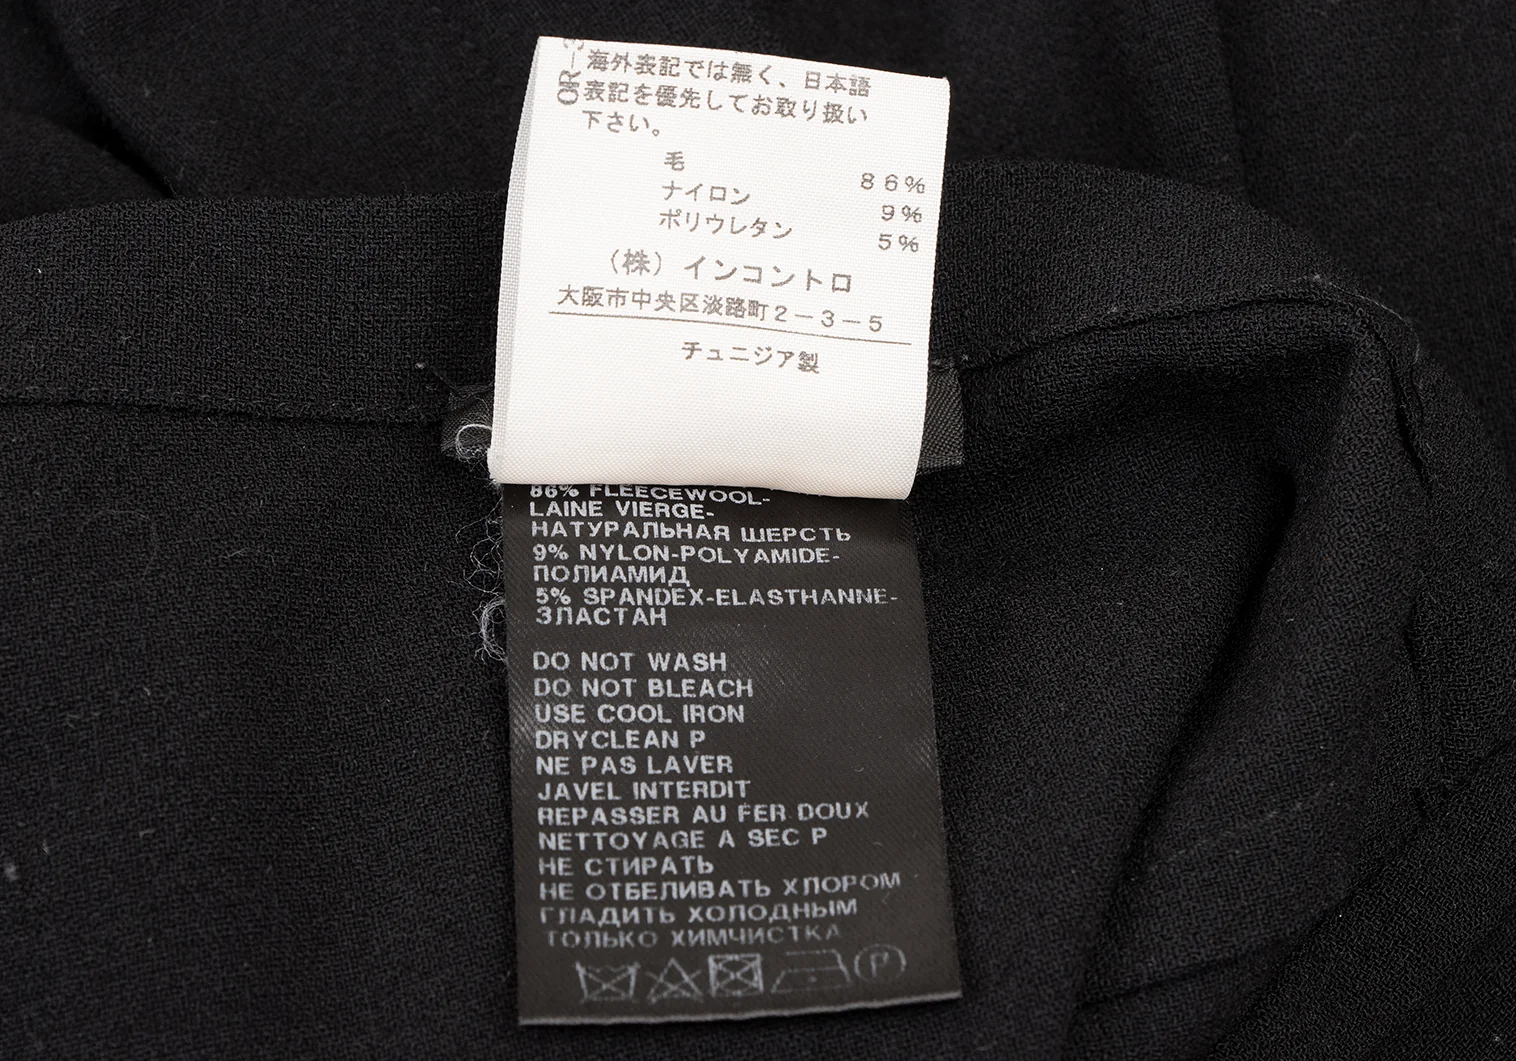 OR-
海外表記では無く、日本語
表記を優先してお取り扱い
下さい。
毛 86%
ナイロン 9%
ポリウレタン 5%
(株)インコントロ
大阪市中央区淡路町2-3-5
チュニジア製
86% FLEECEWOOL-
LAINE VIERGE-
НАТУРАЛЬНАЯ ШЕРСТЬ
9% NYLON-POLYAMIDE-
ПОЛИАМИД
5% SPANDEX-ELASTHANNE-
ЗЛАСТАН
DO NOT WASH
DO NOT BLEACH
USE COOL IRON
DRYCLEAN P
NE PAS LAVER
JAVEL INTERDIT
REPASSER AU FER DOUX
NETTOYAGE A SEC P
НЕ СТИРАТЬ
НЕ ОТБЕЛИВАТЬ ХЛОРОМ
ГЛАДИТЬ ХОЛОДНЫМ
ТОЛЬКО ХИМЧИСТКА
P